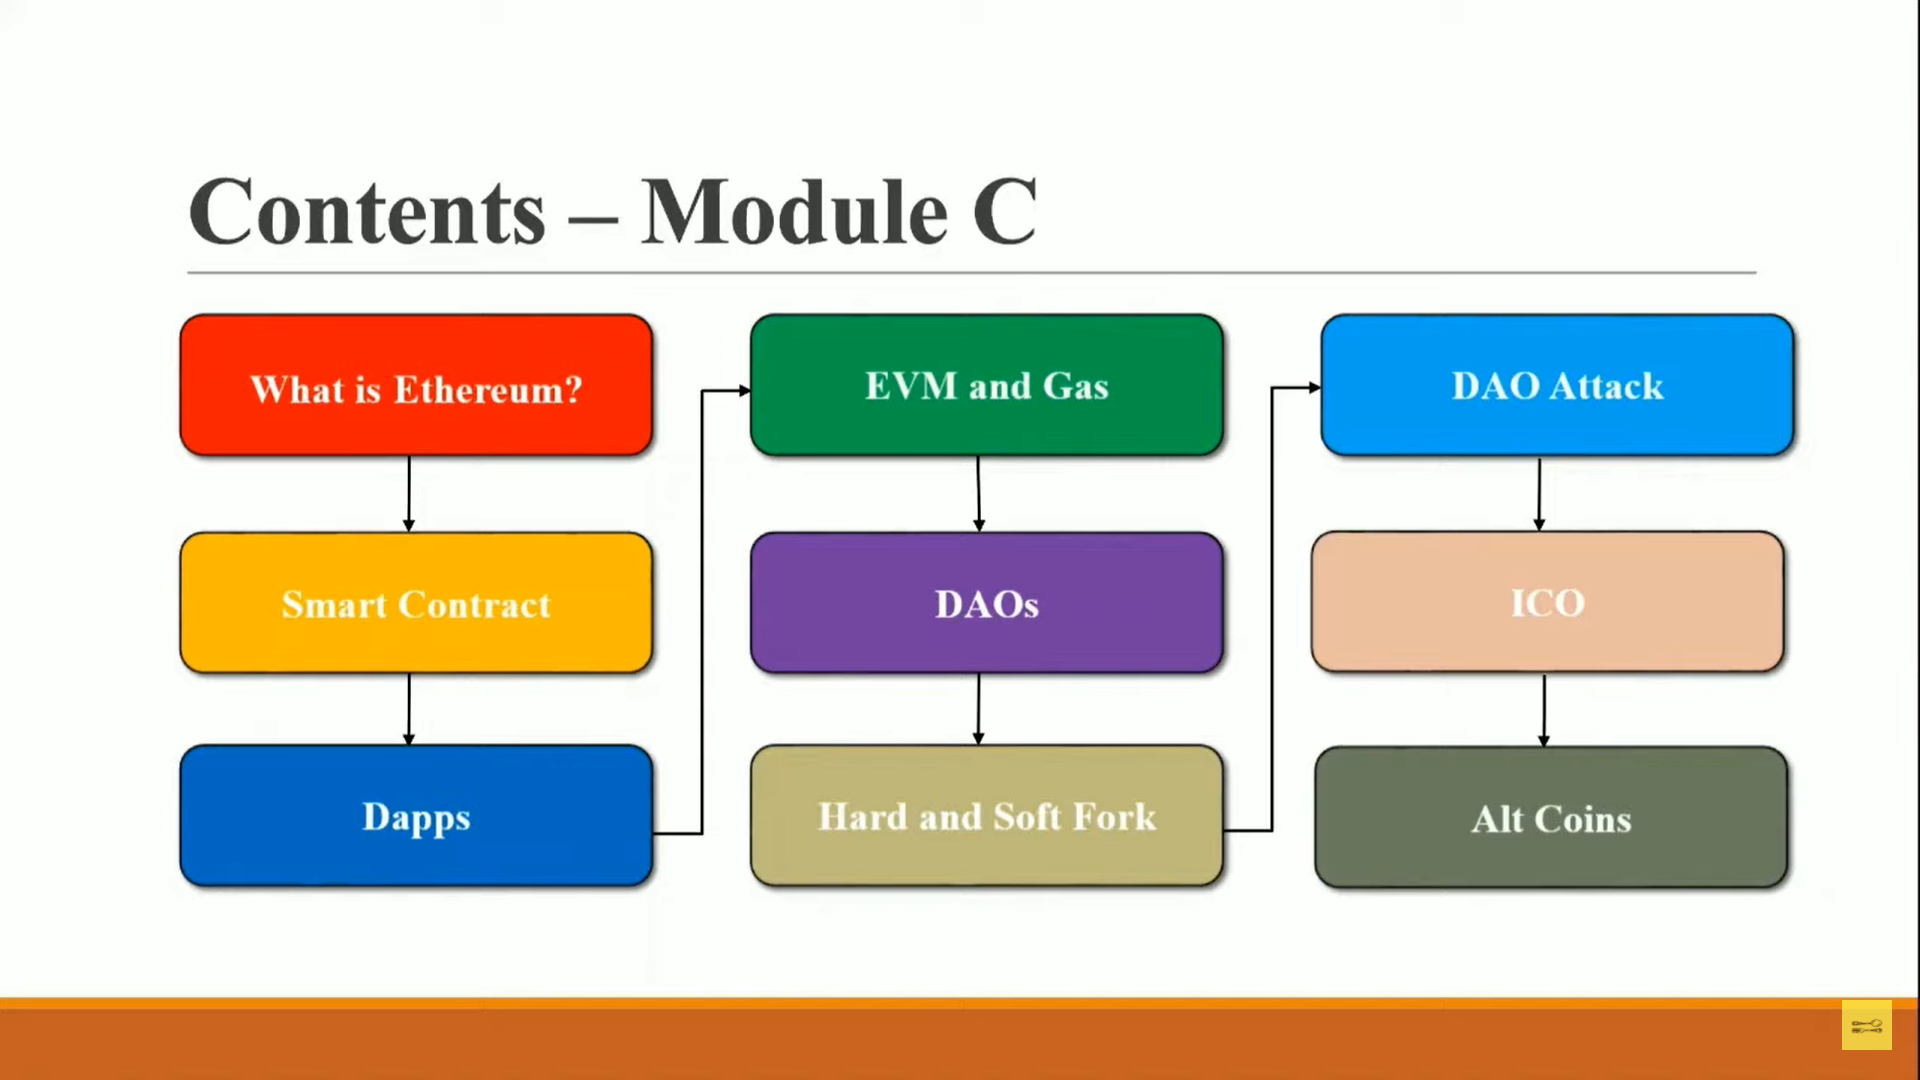 Contents – Module C
What is Ethereum?
Smart Contract
Dapps
EVM and Gas
DAOs
Hard and Soft Fork
DAO Attack
ICO
Alt Coins